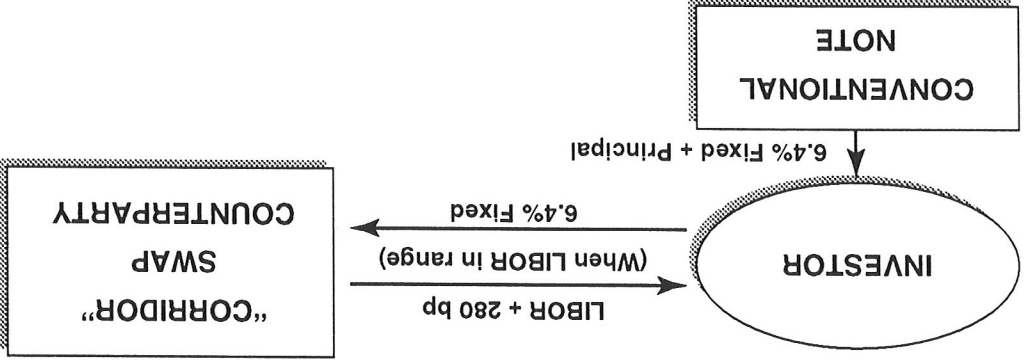 INVESTOR
LIBOR + 280 bp
(When LIBOR in range)
6.4% Fixed
“CORRIDOR”
SWAP
COUNTERPARTY
6.4% Fixed + Principal
CONVENTIONAL
NOTE